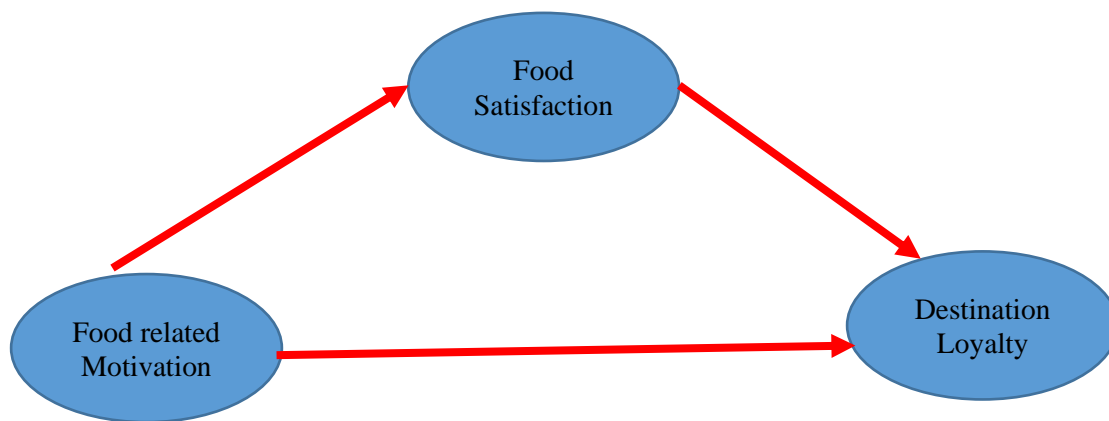 Food
Satisfaction
Food related
Motivation
Destination
Loyalty